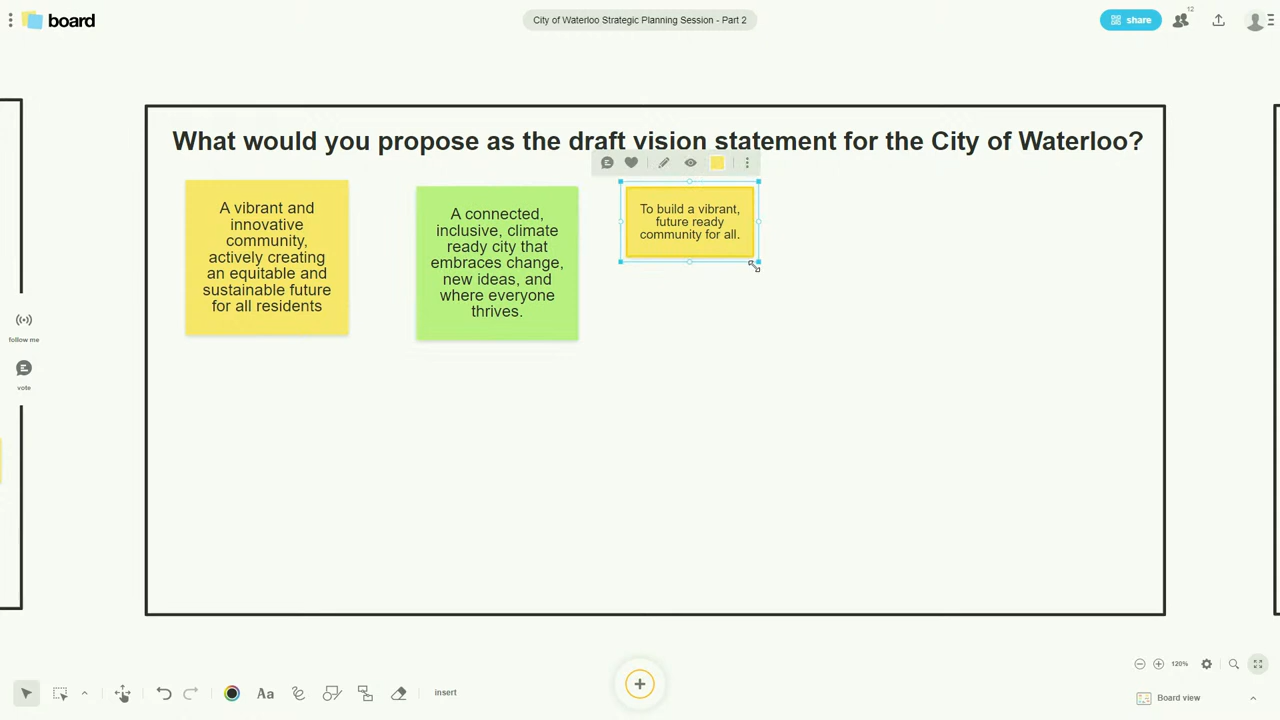 board
City of Waterloo Strategic Planning Session - Part 2
share
12
What would you propose as the draft vision statement for the City of Waterloo?
A vibrant and
innovative
community,
actively creating
an equitable and
sustainable future
for all residents
A connected,
inclusive, climate
ready city that
embraces change,
new ideas, and
where everyone
thrives.
To build a vibrant,
future ready
community for all.
follow me
vote
Aa
insert
120%
Board view